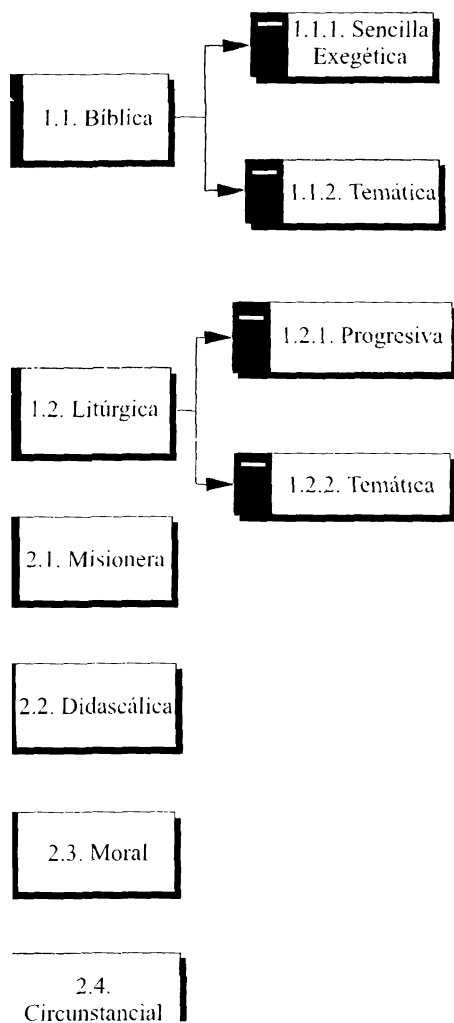 1.1.1. Sencilla
Exegética
1.1. Bíblica
1.1.2. Temática
1.2.1. Progresiva
1.2. Litúrgica
1.2.2. Temática
2.1. Misionera
2.2. Didascálica
2.3. Moral
2.4.
Circunstancial